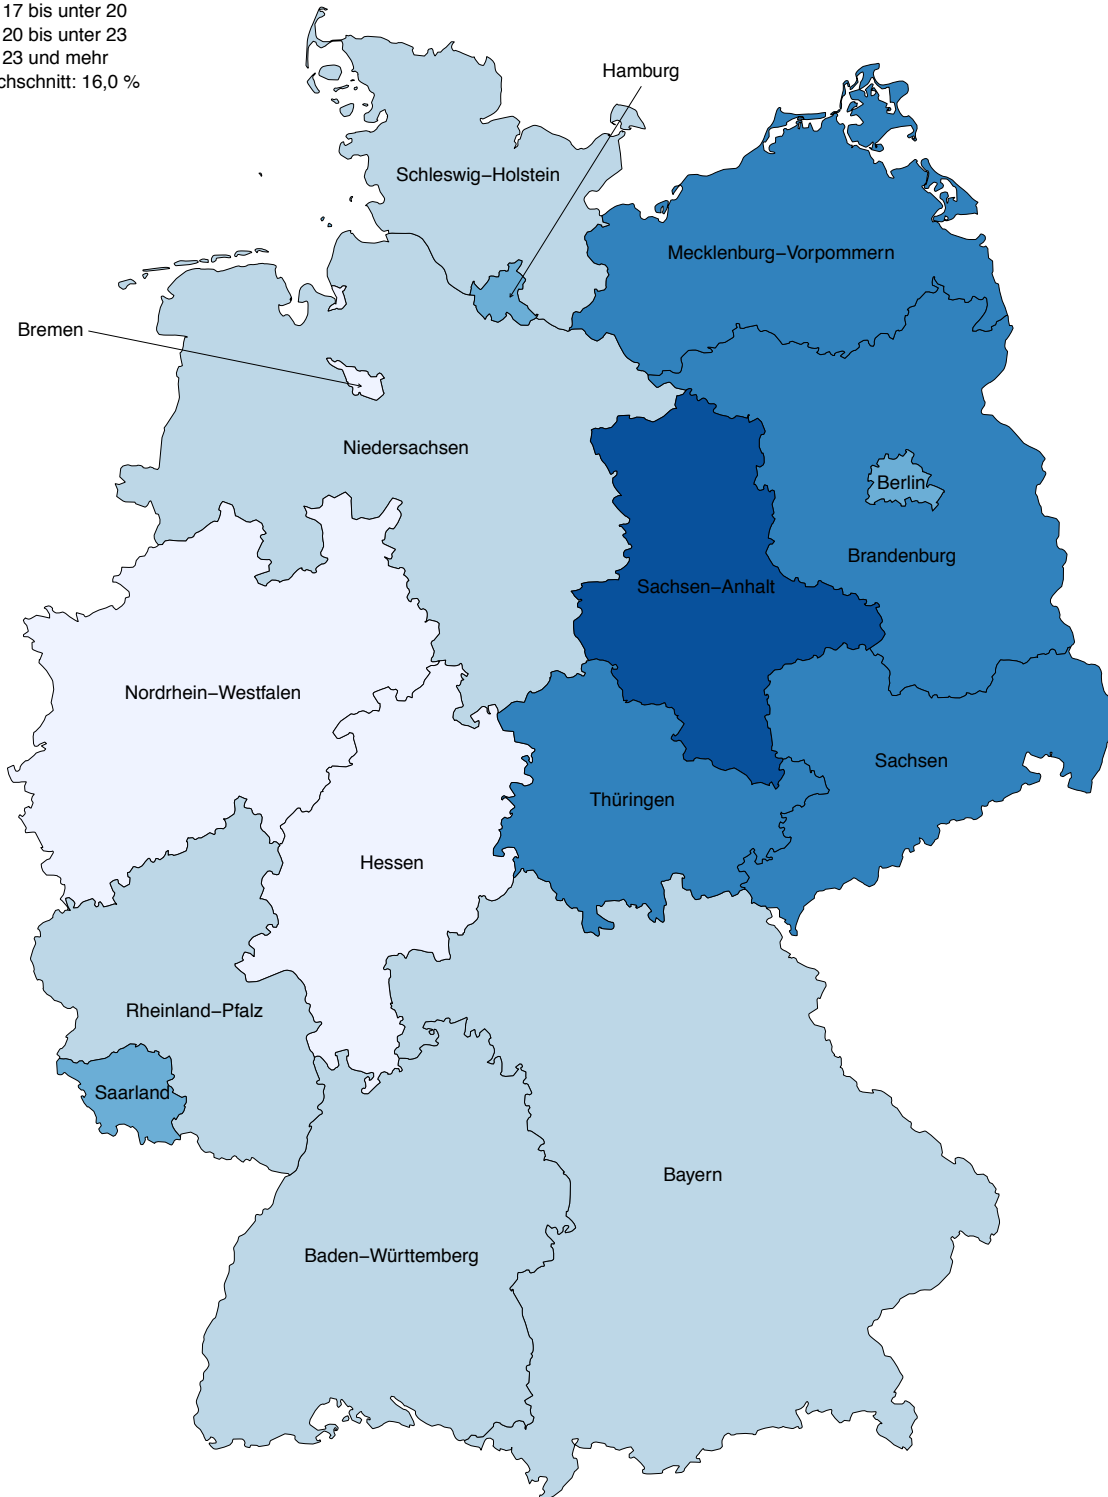 17 bis unter 20
20 bis unter 23
23 und mehr
chschnitt: 16,0 %
Hamburg
Schleswig–Holstein
Mecklenburg–Vorpommern
Bremen
Niedersachsen
Berlin
Brandenburg
Sachsen–Anhalt
Nordrhein–Westfalen
Sachsen
Thüringen
Hessen
Rheinland–Pfalz
Saarland
Bayern
Baden–Württemberg